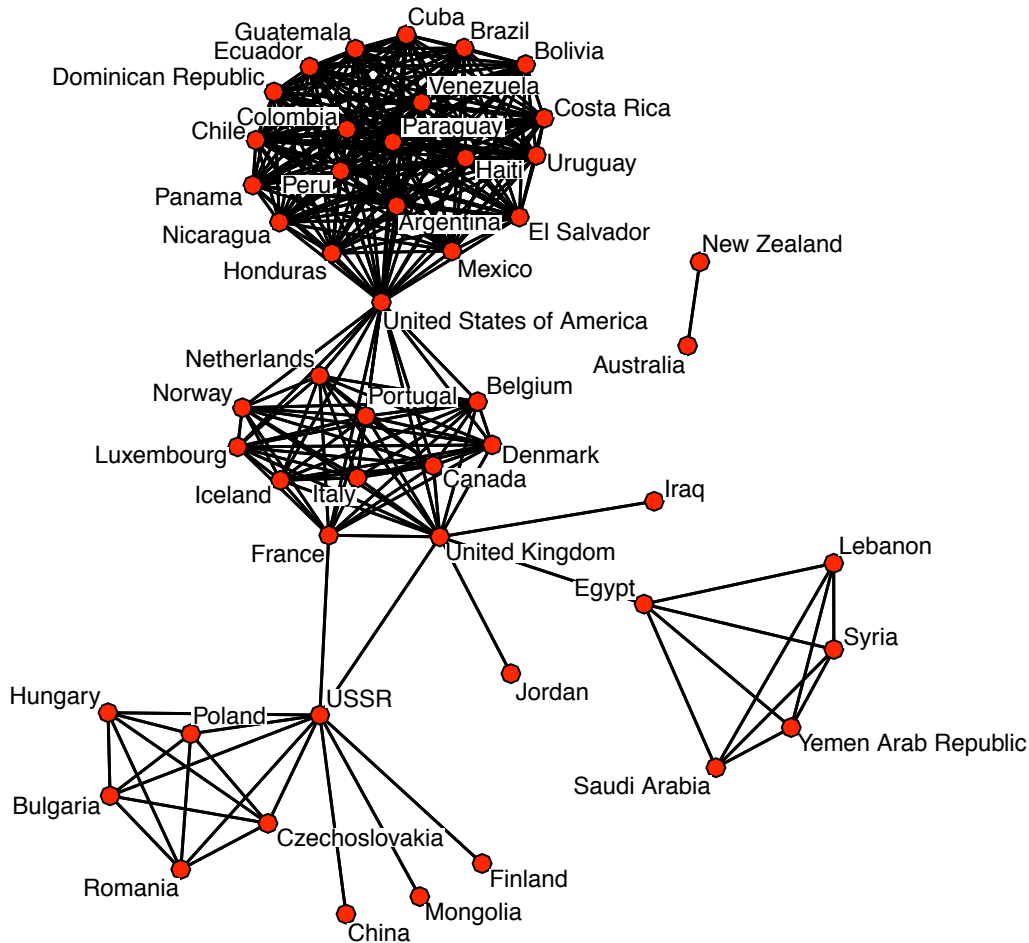 Cuba
Guatemala
Brazil
Ecuador
Bolivia
Dominican Republic
Venezuela
Costa Rica
Colombia
Paraguay
Chile
Uruguay
Haiti
Peru
Panama
Argentina
El Salvador
Nicaragua
New Zealand
Honduras
Mexico
United States of America
Netherlands
Australia
Norway
Portugal
Belgium
Luxembourg
Denmark
Canada
Iceland
Italy
Iraq
France
United Kingdom
Lebanon
Egypt
Syria
Jordan
Hungary
USSR
Poland
Yemen Arab Republic
Saudi Arabia
Bulgaria
Czechoslovakia
Finland
Romania
Mongolia
China